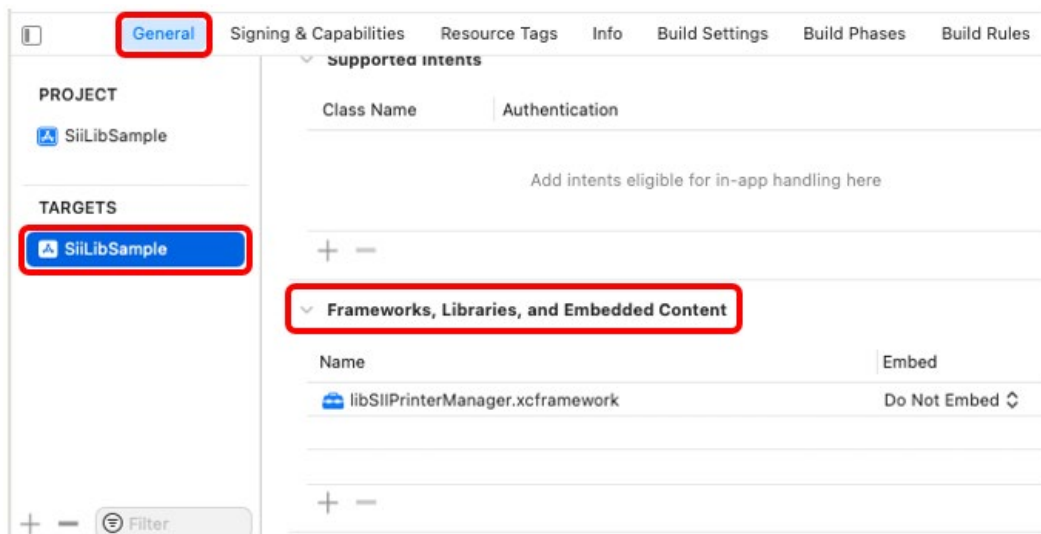 General Signing & Capabilities Resource Tags Info Build Settings Build Phases Build Rules
PROJECT
SiiLibSample
TARGETS
SiiLibSample
Filter
Supported Intents
Class Name Authentication
Add intents eligible for in-app handling here
Frameworks, Libraries, and Embedded Content
Name Embed
libSIIPrinterManager.xcframework Do Not Embed